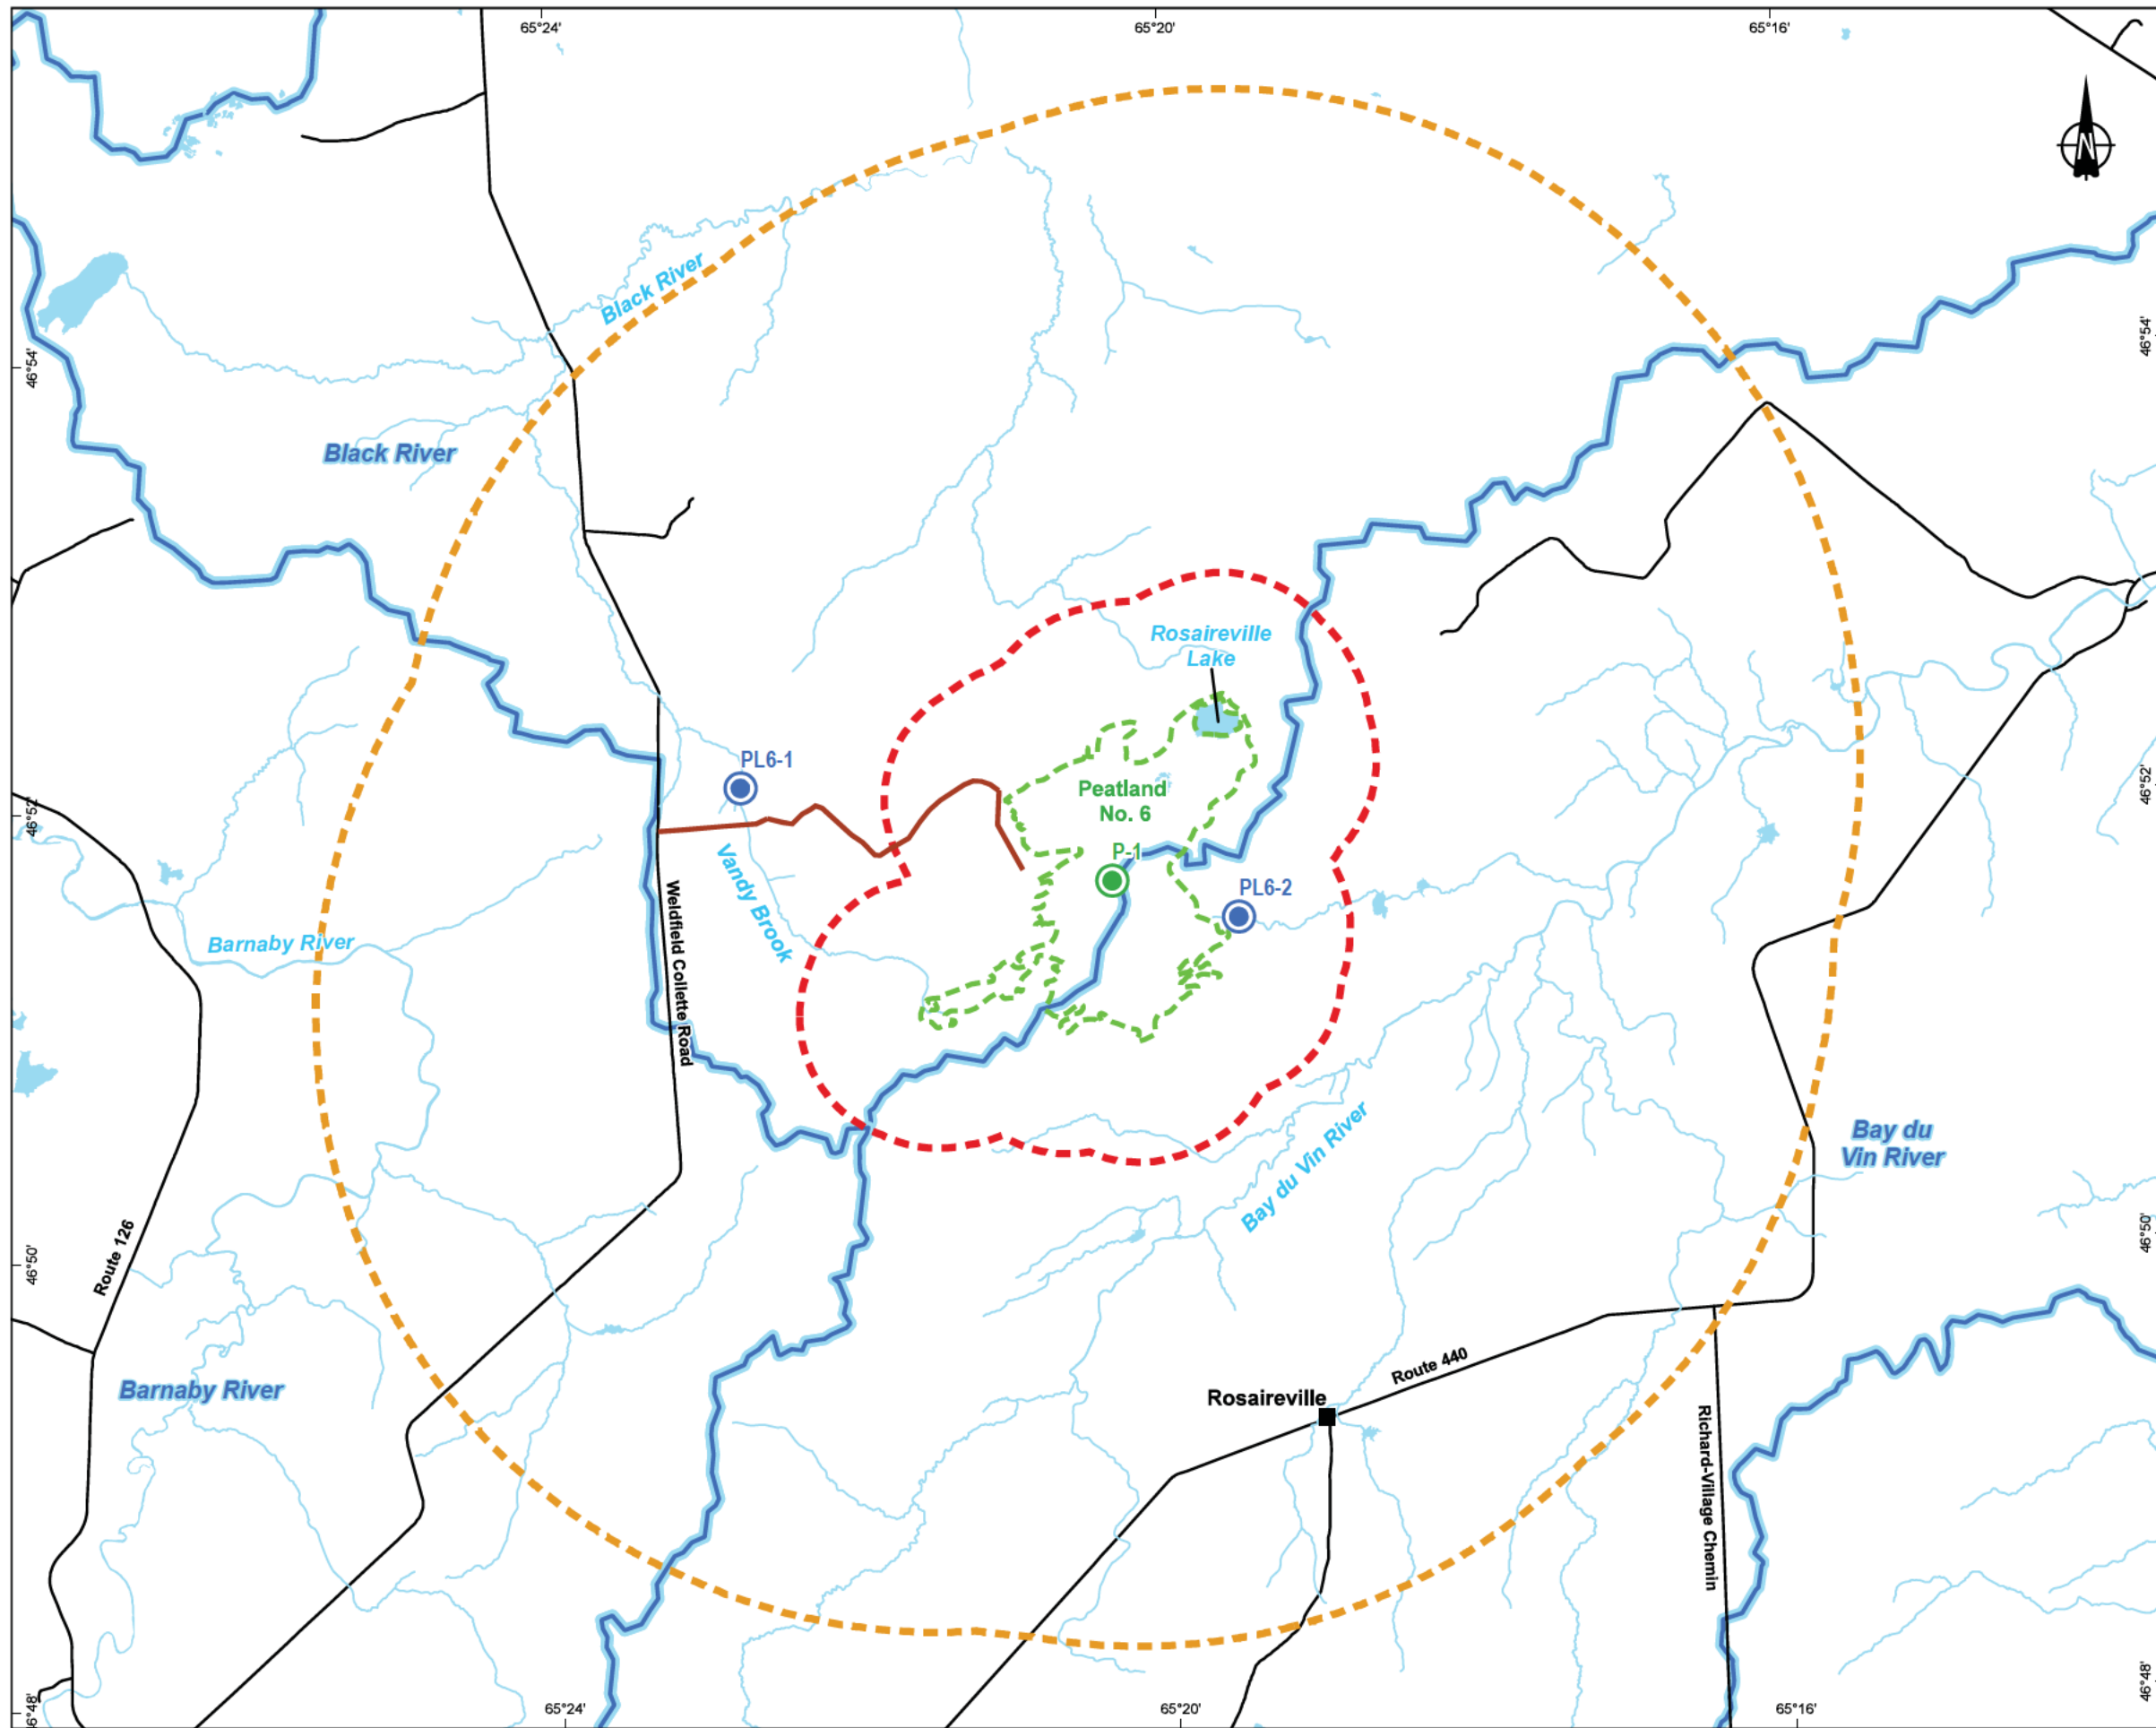 65°24'
65°20'
65°16'
N
Black River
46°54'
46°54'
Black River
Rosaireville
Lake
PL6-1
Peatland
No. 6
46°52'
46°52'
P-1
PL6-2
Vandy Brook
Weldfield Collette Road
Barnaby River
Bay du Vin River
Bay du
Vin River
Route 126
46°50'
46°50'
Barnaby River
Route 440
Rosaireville
Richard-Village Chemin
46°48'
46°48'
65°24'
65°20'
65°16'